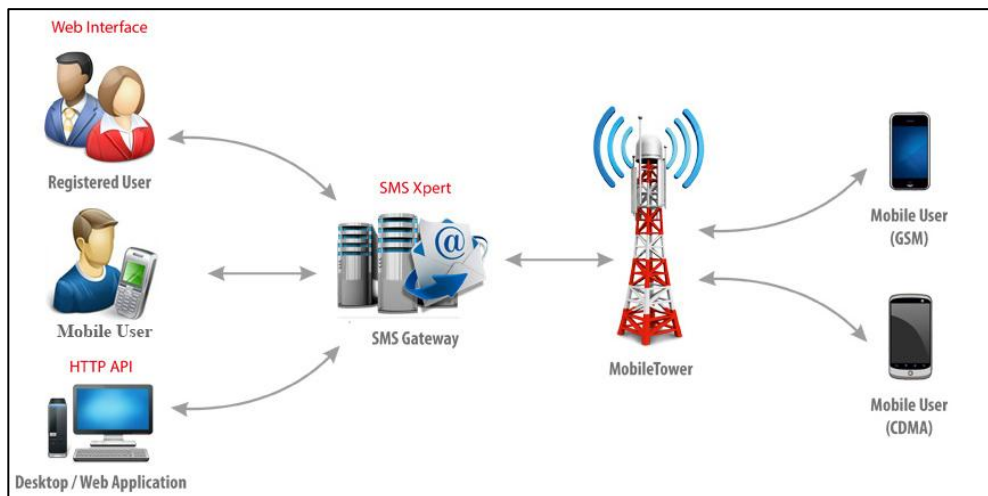 Web Interface
Registered User
Mobile User
HTTP API
Desktop / Web Application
SMS Xpert
@
SMS Gateway
MobileTower
Mobile User
(GSM)
Mobile User
(CDMA)